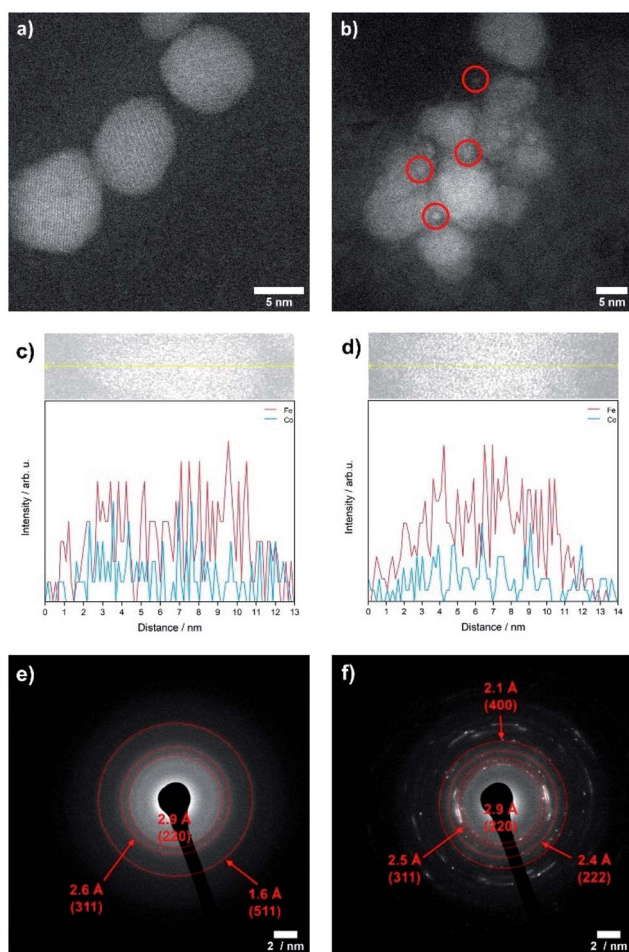 a)
5 nm
b)
5 nm
c)
Fe
Co
Intensity / arb. u.
0 1 2 3 4 5 6 7 8 9 10 11 12 13
Distance / nm
d)
Fe
Co
Intensity / arb. u.
0 1 2 3 4 5 6 7 8 9 10 11 12 13 14
Distance / nm
e)
2.9 Å
(220)
2.6 Å
(311)
1.6 Å
(511)
2 / nm
f)
2.1 Å
(400)
2.9 Å
(220)
2.5 Å
(311)
2.4 Å
(222)
2 / nm